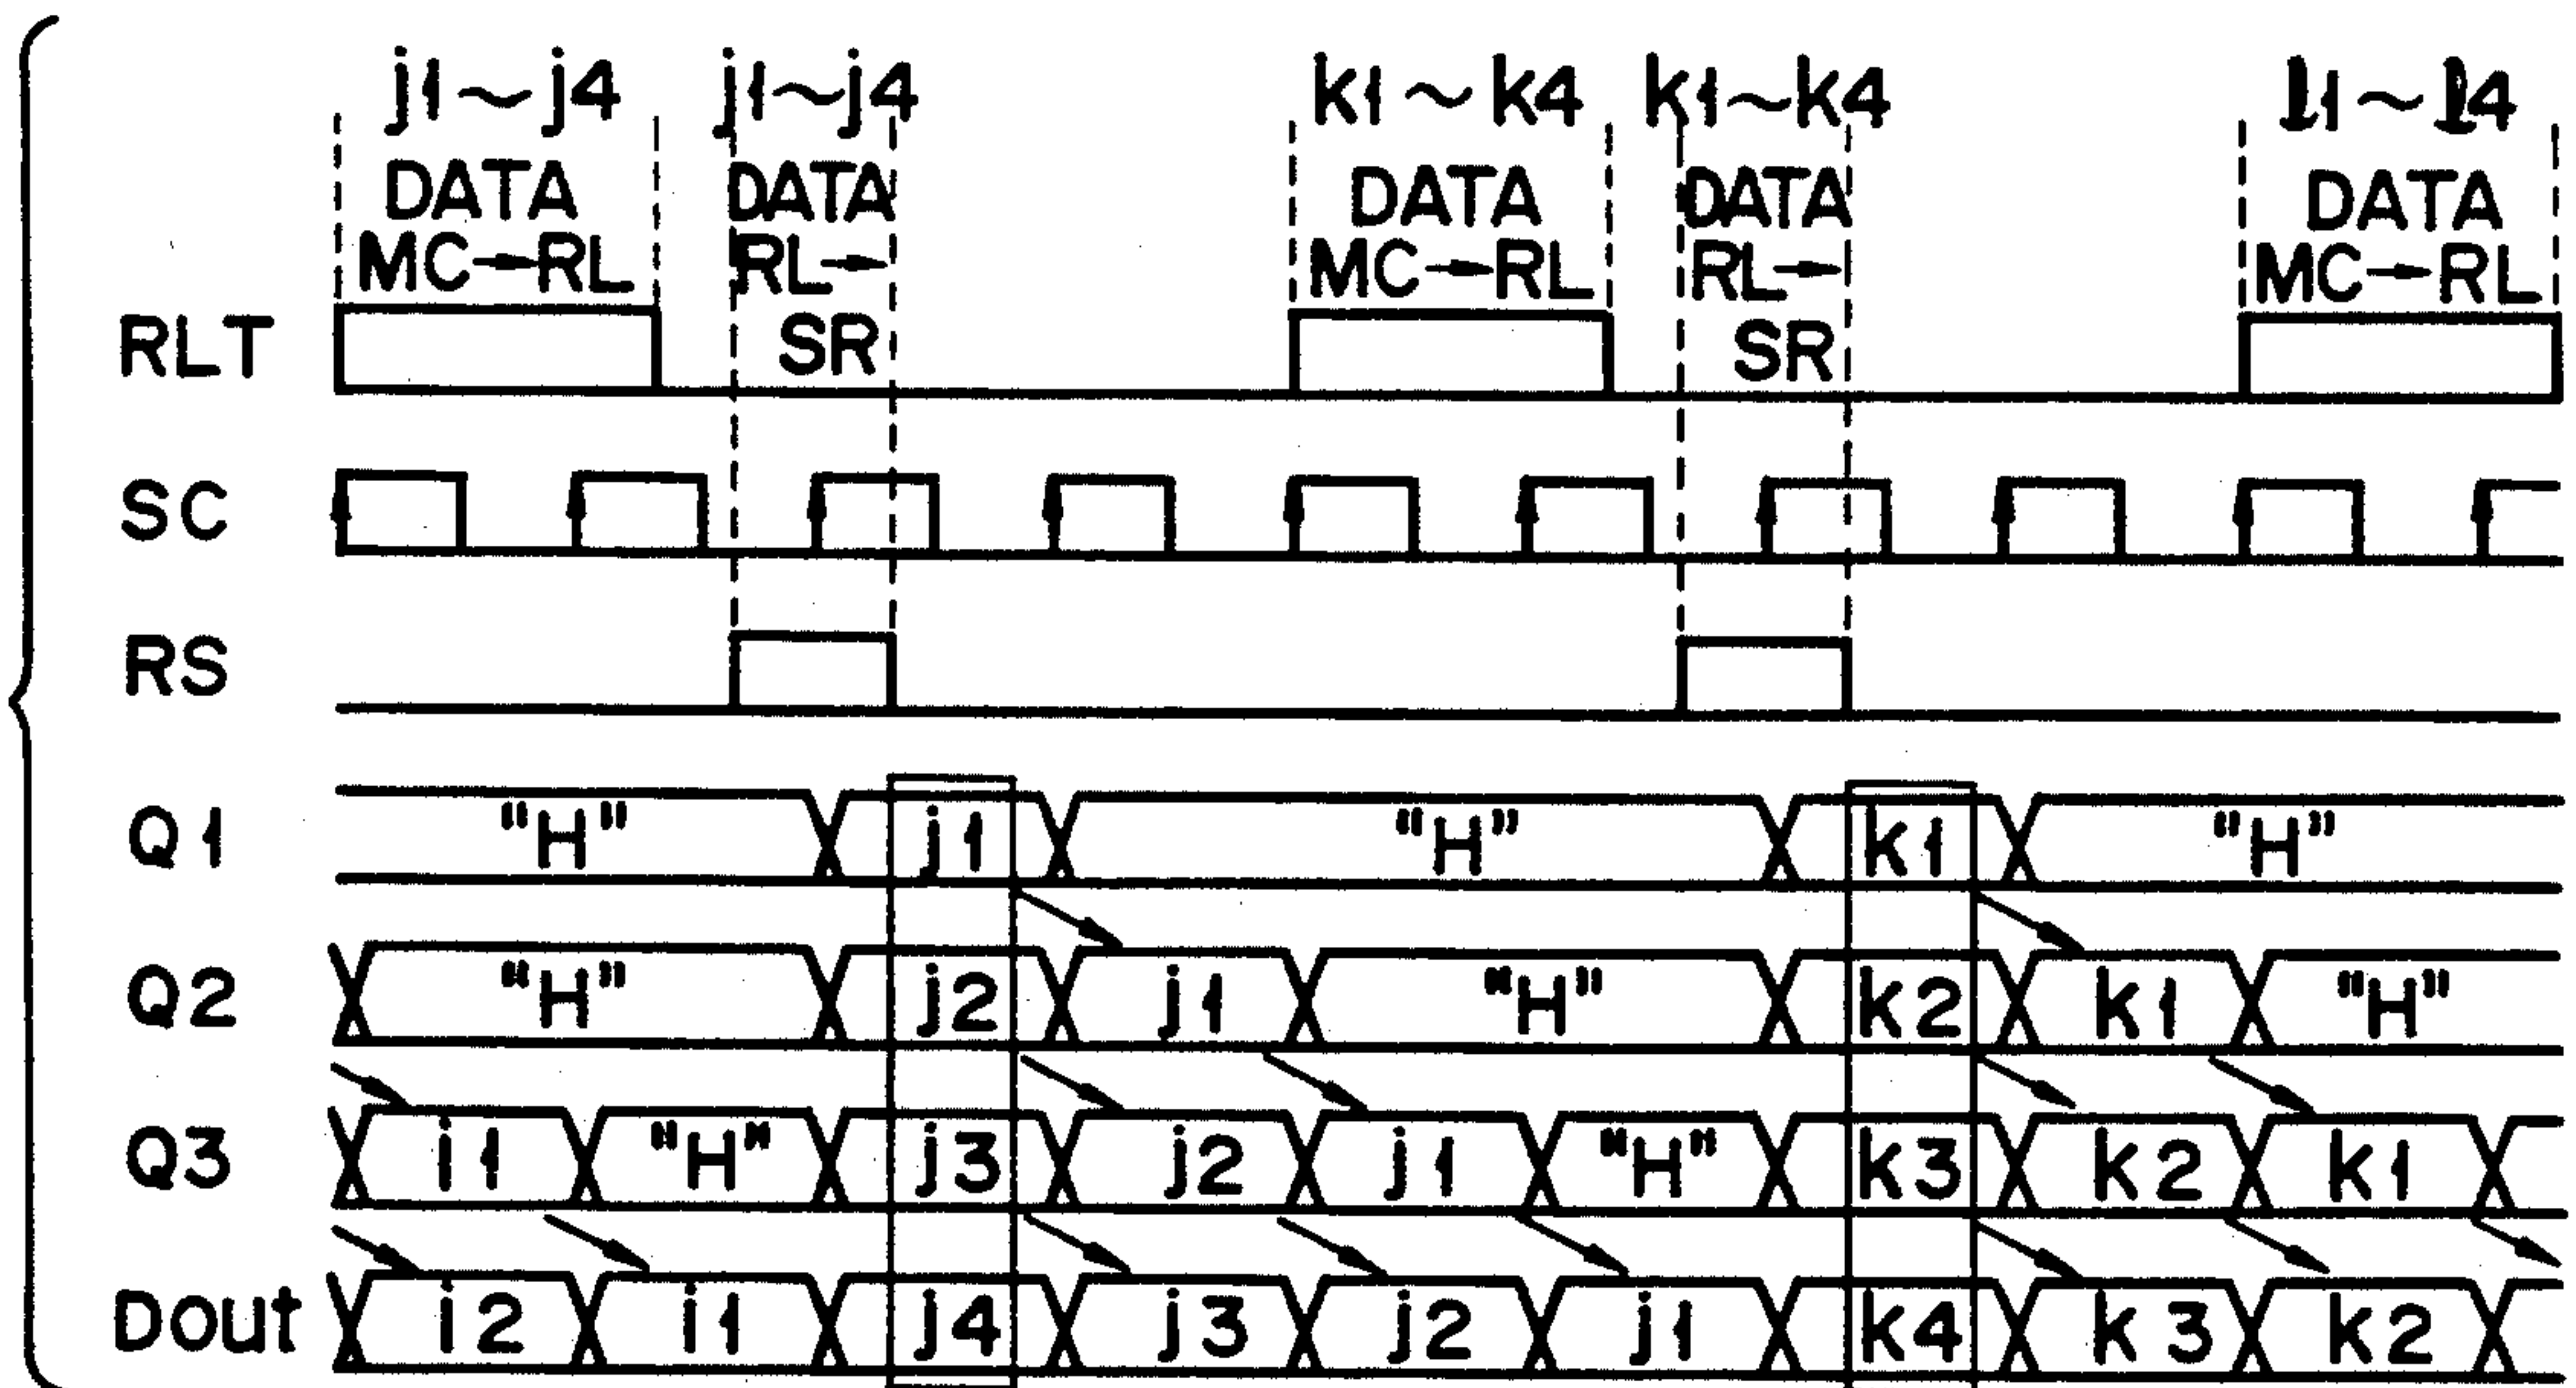 j1~j4 j1~j4 k1~k4 k1~k4 l1~l4
DATA DATA DATA DATA DATA
MC→RL RL→ MC→RL RL→ MC→RL
RLT SR SR
SC
RS
Q1 "H" j1 "H" k1 "H"
Q2 "H" j2 j1 "H" k2 k1 "H"
Q3 i1 "H" j3 j2 j1 "H" k3 k2 k1
Dout i2 i1 j4 j3 j2 j1 k4 k3 k2